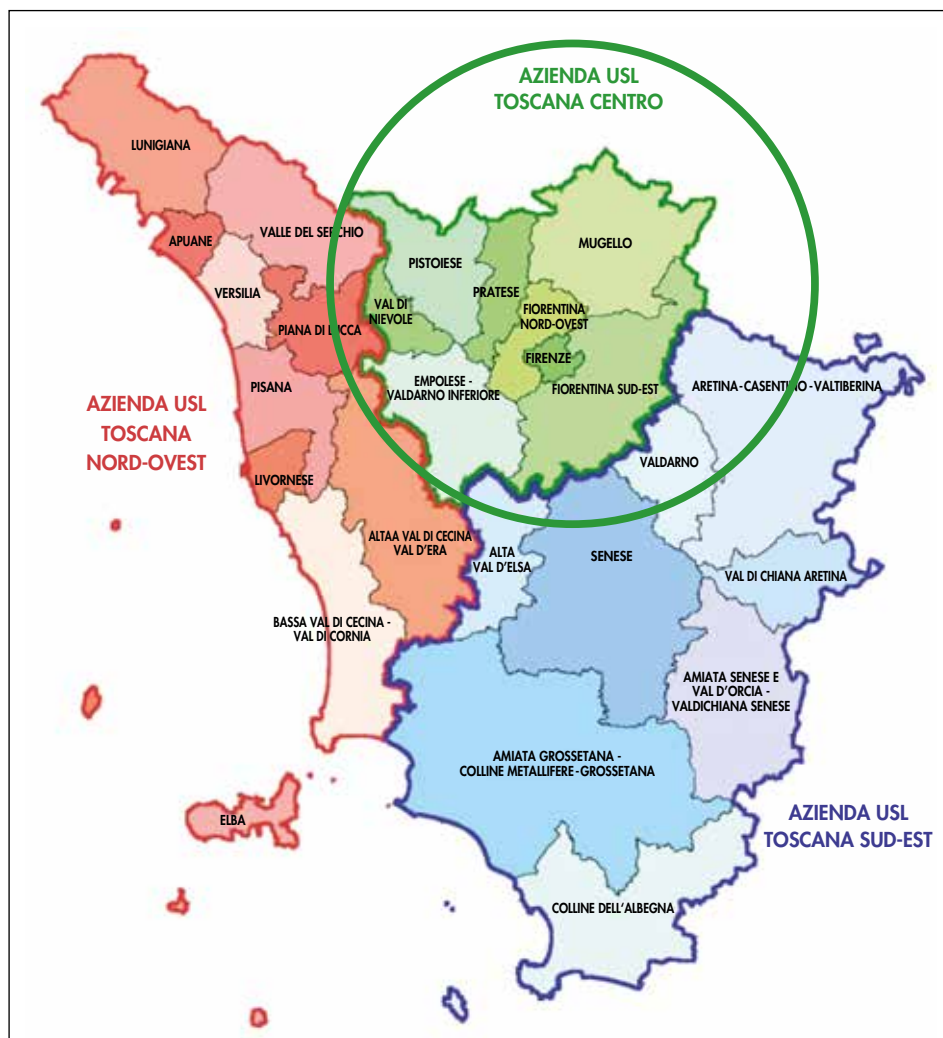 AZIENDA USL
TOSCANA CENTRO
LUNIGIANA
VALLE DEL SERCHIO
APUANE
VERSILIA
PIANA DI LUCCA
PISANA
LIVORNESE
AZIENDA USL
TOSCANA
NORD-OVEST
PISTOIESE
MUGELLO
PRATESE
VAL DI
NIEVOLE
FIORENTINA
NORD-OVEST
FIRENZE
EMPOLESE -
VALDARNO INFERIORE
FIORENTINA SUD-EST
ARETINA-CASENTINO-VALTIBERINA
VALDARNO
ALTAA VAL DI CECINA
VAL D'ERA
ALTA
VAL D'ELSA
SENESE
VAL DI CHIANA ARETINA
BASSA VAL DI CECINA -
VAL DI CORNIA
AMIATA SENESE E
VAL D'ORCIA -
VALDICHIANA SENESE
AMIATA GROSSETANA -
COLLINE METALLIFERE-GROSSETANA
ELBA
AZIENDA USL
TOSCANA SUD-EST
COLLINE DELL'ALBEGNA